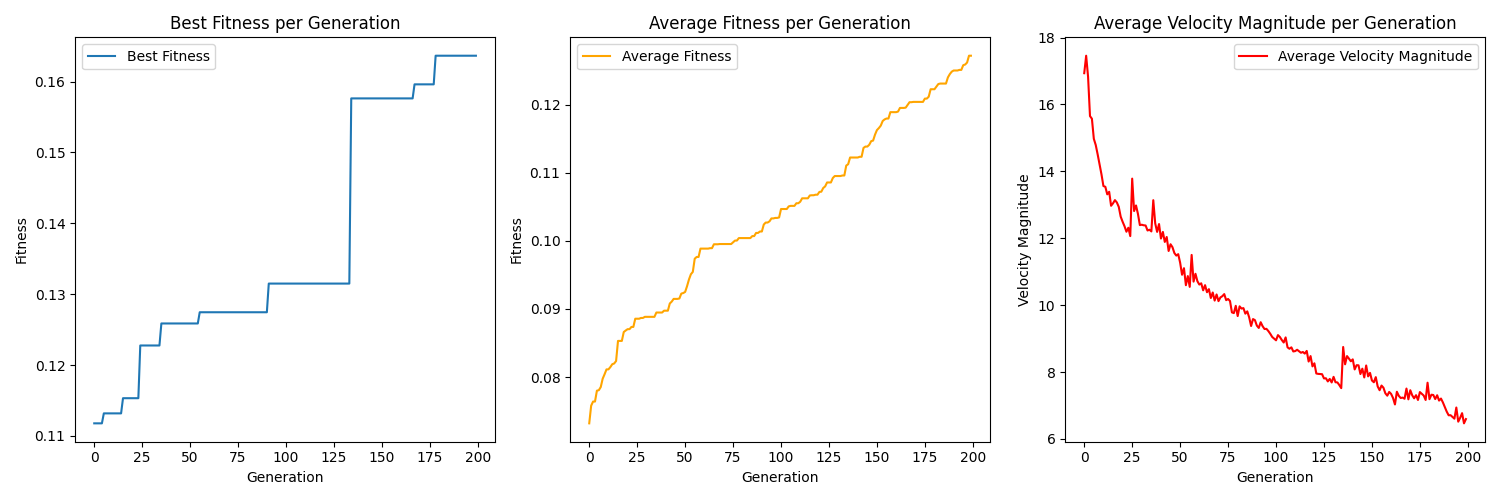 Best Fitness per Generation
Best Fitness
0.16
0.15
0.14
0.13
0.12
0.11
Fitness
0 25 50 75 100 125 150 175 200
Generation
Average Fitness per Generation
Average Fitness
0.12
0.11
0.10
0.09
0.08
Fitness
0 25 50 75 100 125 150 175 200
Generation
Average Velocity Magnitude per Generation
Average Velocity Magnitude
18
16
14
12
10
8
6
Velocity Magnitude
0 25 50 75 100 125 150 175 200
Generation